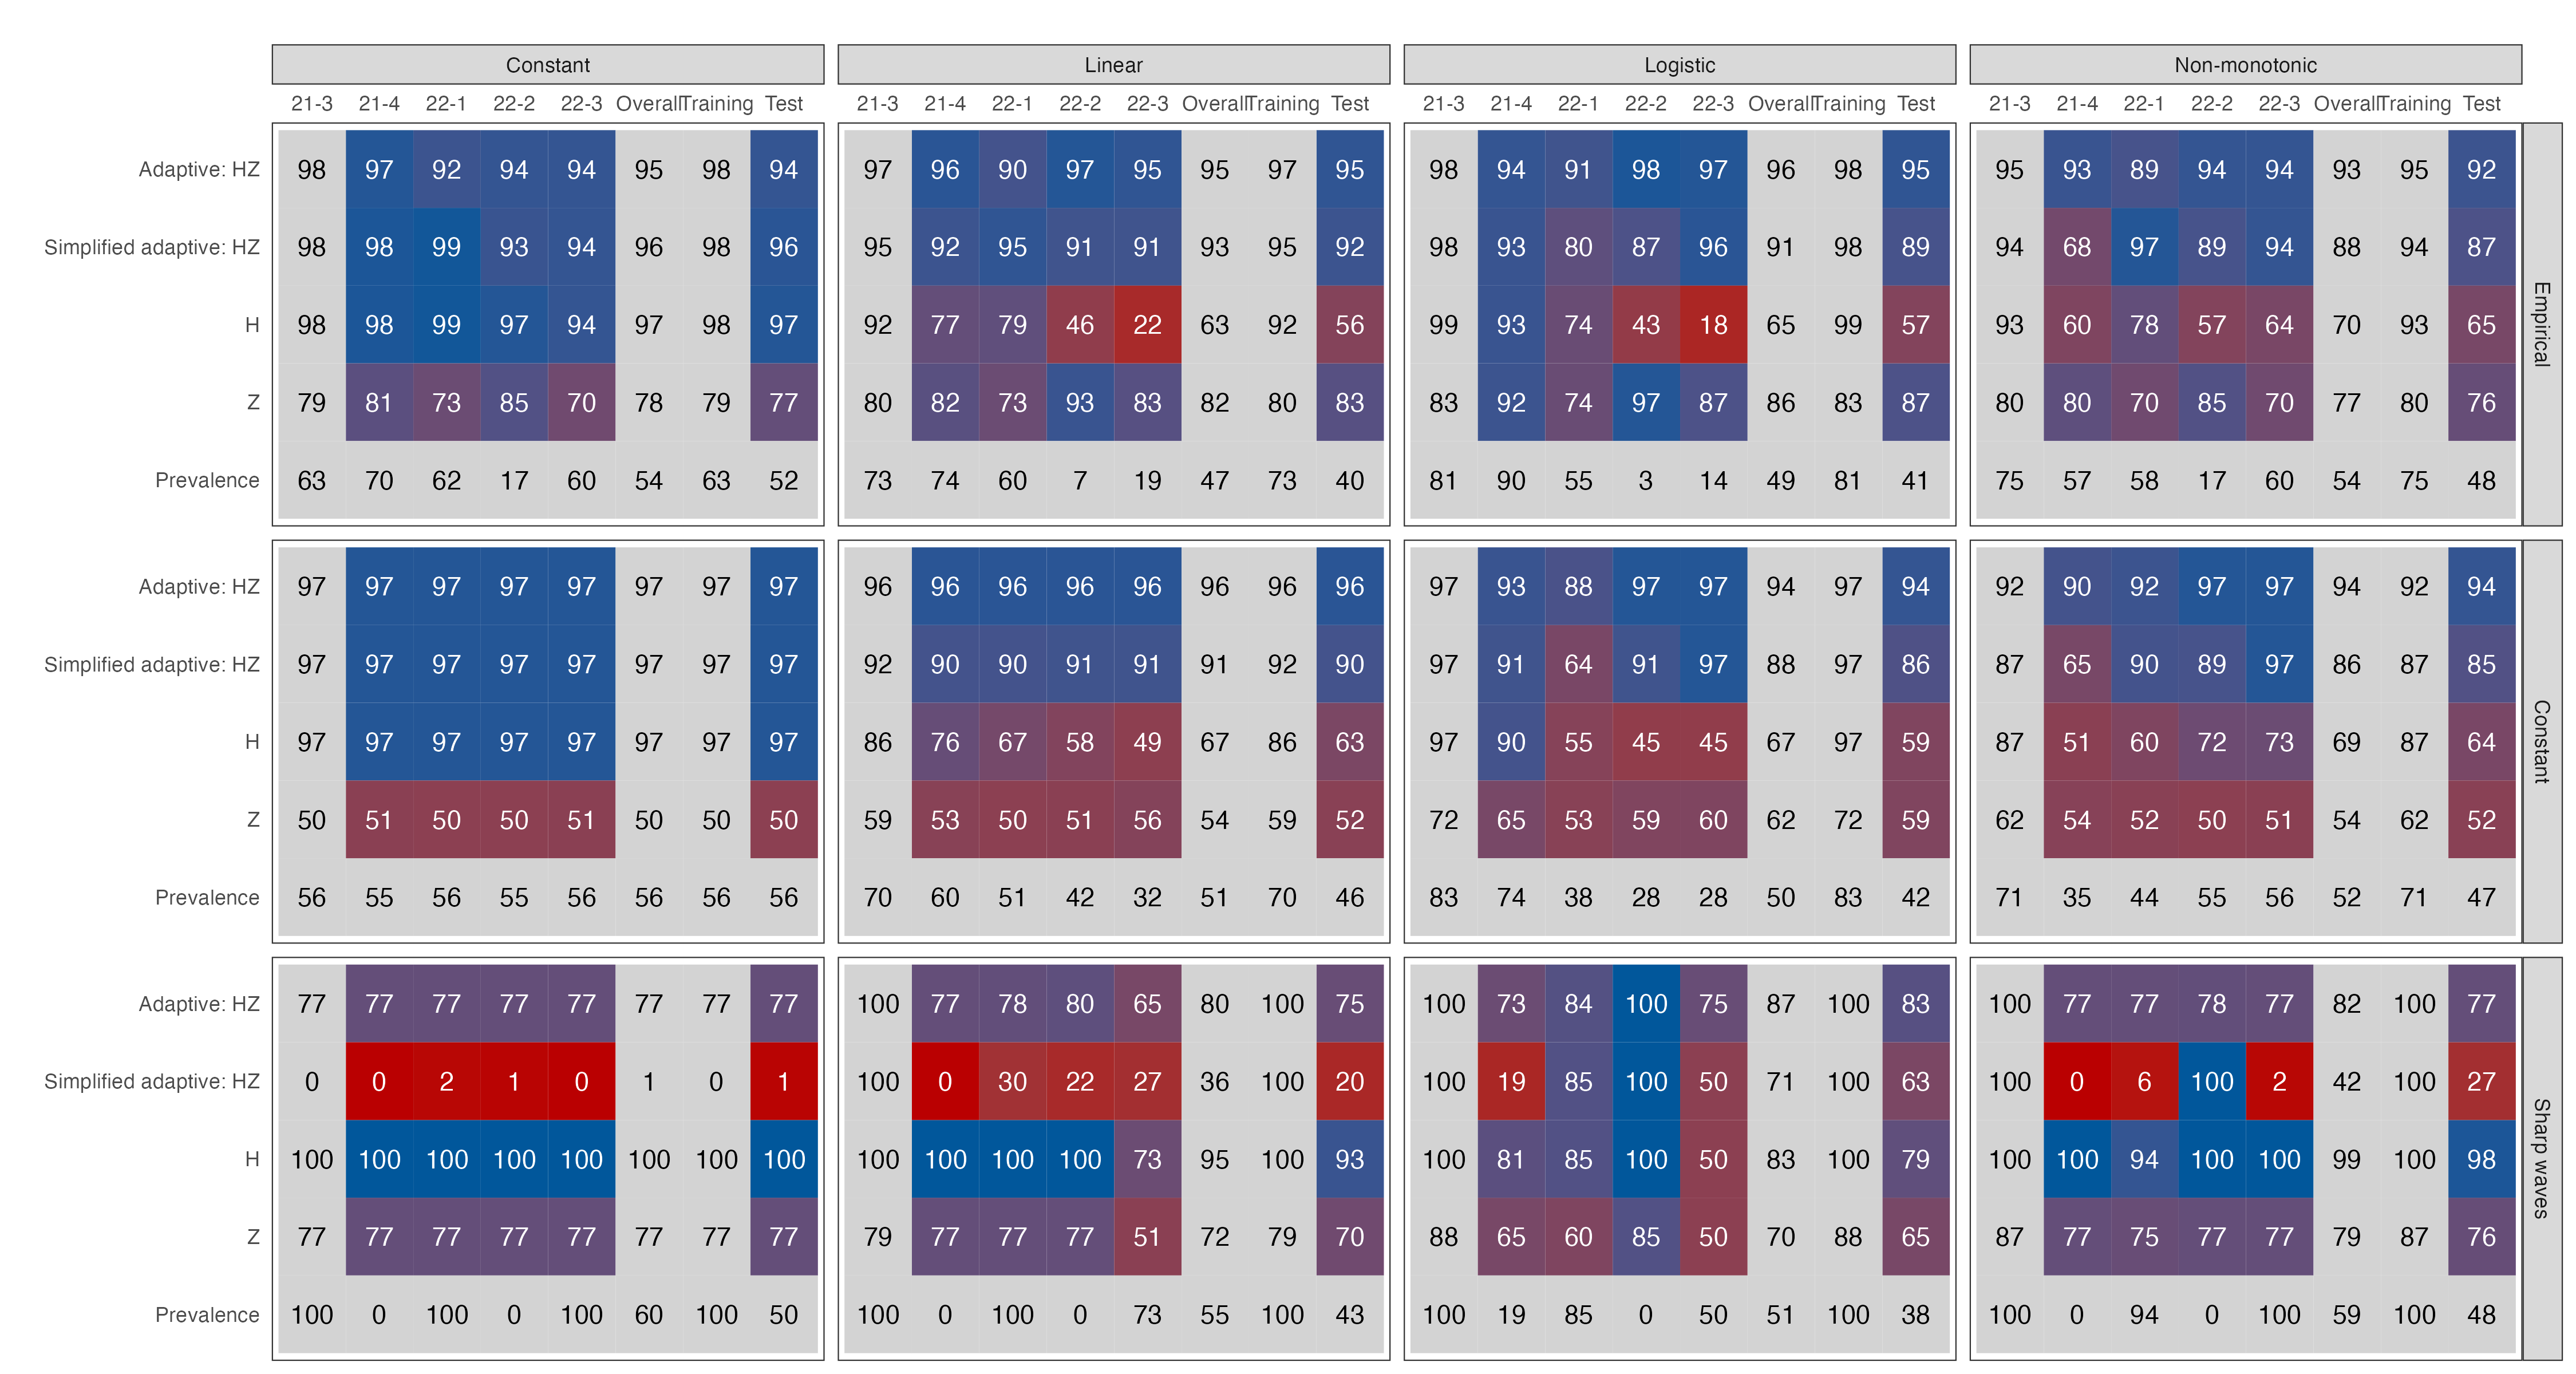 Constant Linear Logistic Non-monotonic
21-3 21-4 22-1 22-2 22-3 Overall Training Test 21-3 21-4 22-1 22-2 22-3 Overall Training Test 21-3 21-4 22-1 22-2 22-3 Overall Training Test 21-3 21-4 22-1 22-2 22-3 Overall Training Test
Adaptive: HZ 98 97 92 94 94 95 98 94 97 96 90 97 95 95 97 95 98 94 91 98 97 96 98 95 95 93 89 94 94 93 95 92
Simplified adaptive: HZ 98 98 99 93 94 96 98 96 95 92 95 91 91 93 95 92 98 93 80 87 96 91 98 89 94 68 97 89 94 88 94 87
H 98 98 99 97 94 97 98 97 92 77 79 46 22 63 92 56 99 93 74 43 18 65 99 57 93 60 78 57 64 70 93 65
Z 79 81 73 85 70 78 79 77 80 82 73 93 83 82 80 83 83 92 74 97 87 86 83 87 80 80 70 85 70 77 80 76
Prevalence 63 70 62 17 60 54 63 52 73 74 60 7 19 47 73 40 81 90 55 3 14 49 81 41 75 57 58 17 60 54 75 48
Empirical
Adaptive: HZ 97 97 97 97 97 97 97 97 96 96 96 96 96 96 96 96 97 93 88 97 97 94 97 94 92 90 92 97 97 94 92 94
Simplified adaptive: HZ 97 97 97 97 97 97 97 97 92 90 90 91 91 91 92 90 97 91 64 91 97 88 97 86 87 65 90 89 97 86 87 85
H 97 97 97 97 97 97 97 97 86 76 67 58 49 67 86 63 97 90 55 45 45 67 97 59 87 51 60 72 73 69 87 64
Z 50 51 50 50 51 50 50 50 59 53 50 51 56 54 59 52 72 65 53 59 60 62 72 59 62 54 52 50 51 54 62 52
Prevalence 56 55 56 55 56 56 56 56 70 60 51 42 32 51 70 46 83 74 38 28 28 50 83 42 71 35 44 55 56 52 71 47
Constant
Adaptive: HZ 77 77 77 77 77 77 77 77 100 77 78 80 65 80 100 75 100 73 84 100 75 87 100 83 100 77 77 78 77 82 100 77
Simplified adaptive: HZ 0 0 2 1 0 1 0 1 100 0 30 22 27 36 100 20 100 19 85 100 50 71 100 63 100 0 6 100 2 42 100 27
H 100 100 100 100 100 100 100 100 100 100 100 100 73 95 100 93 100 81 85 100 50 83 100 79 100 100 94 100 100 99 100 98
Z 77 77 77 77 77 77 77 77 79 77 77 77 51 72 79 70 88 65 60 85 50 70 88 65 87 77 75 77 77 79 87 76
Prevalence 100 0 100 0 100 60 100 50 100 0 100 0 73 55 100 43 100 19 85 0 50 51 100 38 100 0 94 0 100 59 100 48
Sharp waves